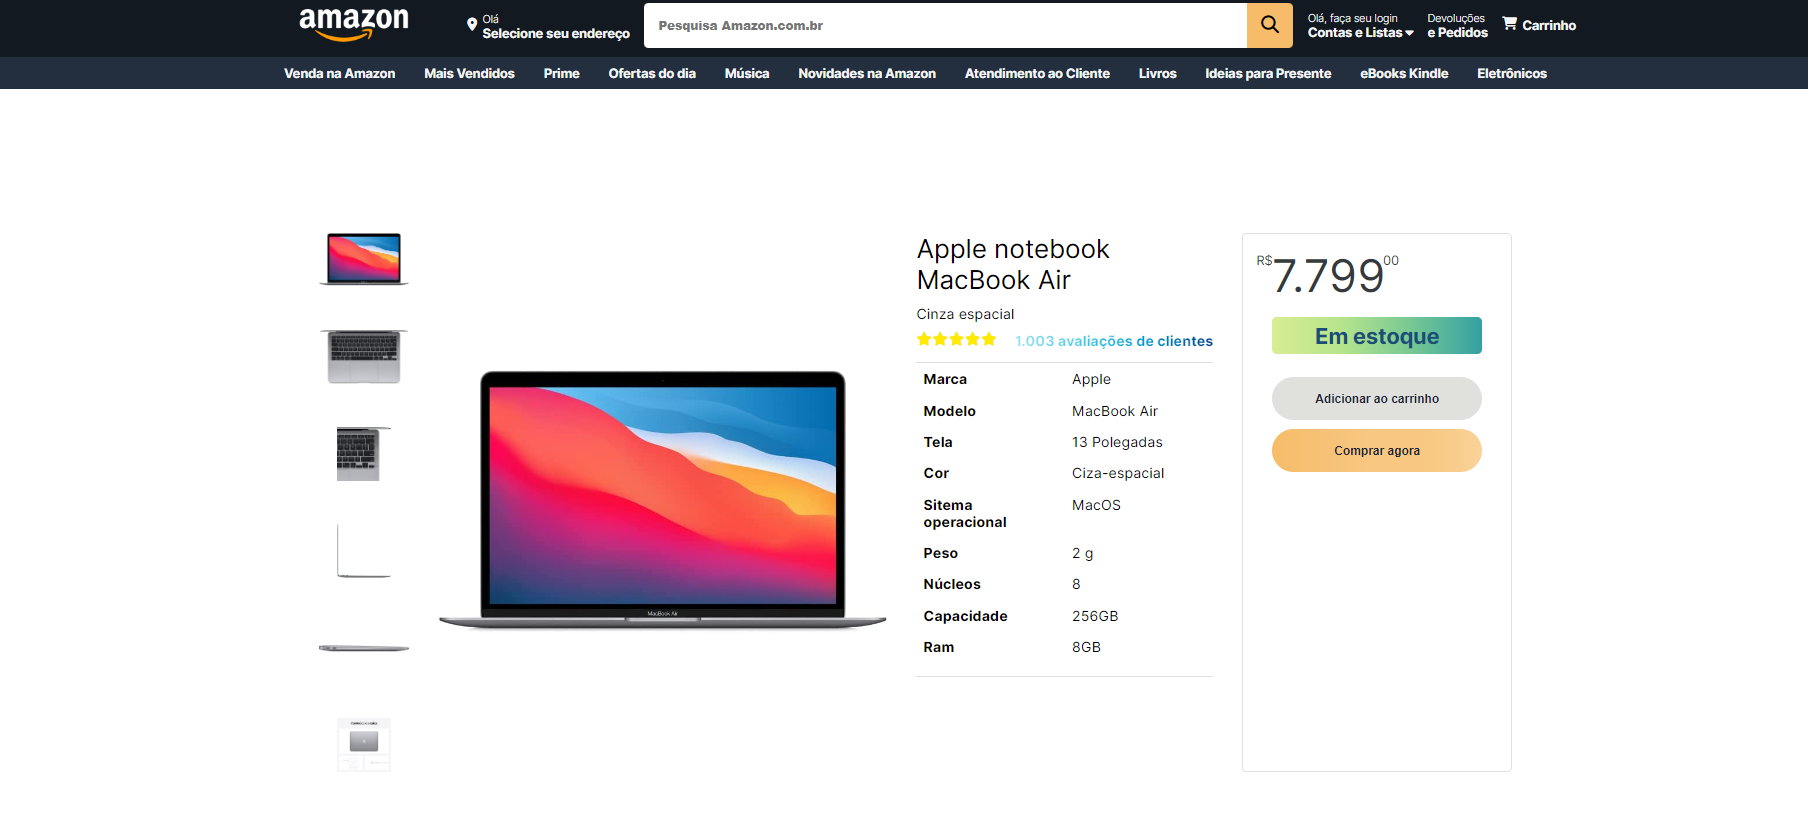 amazon
Olá
Selecione seu endereço
Pesquisa Amazon.com.br
Olá, faça seu login
Contas e Listas
Devoluções
e Pedidos
Carrinho
Venda na Amazon Mais Vendidos Prime Ofertas do dia Música Novidades na Amazon Atendimento ao Cliente Livros Ideias para Presente eBooks Kindle Eletrônicos
MacBook Air
Apple notebook
MacBook Air
Cinza espacial
1.003 avaliações de clientes
Marca Apple
Modelo MacBook Air
Tela 13 Polegadas
Cor Ciza-espacial
Sitema MacOS
operacional
Peso 2 g
Núcleos 8
Capacidade 256GB
Ram 8GB
R$7.79900
Em estoque
Adicionar ao carrinho
Comprar agora